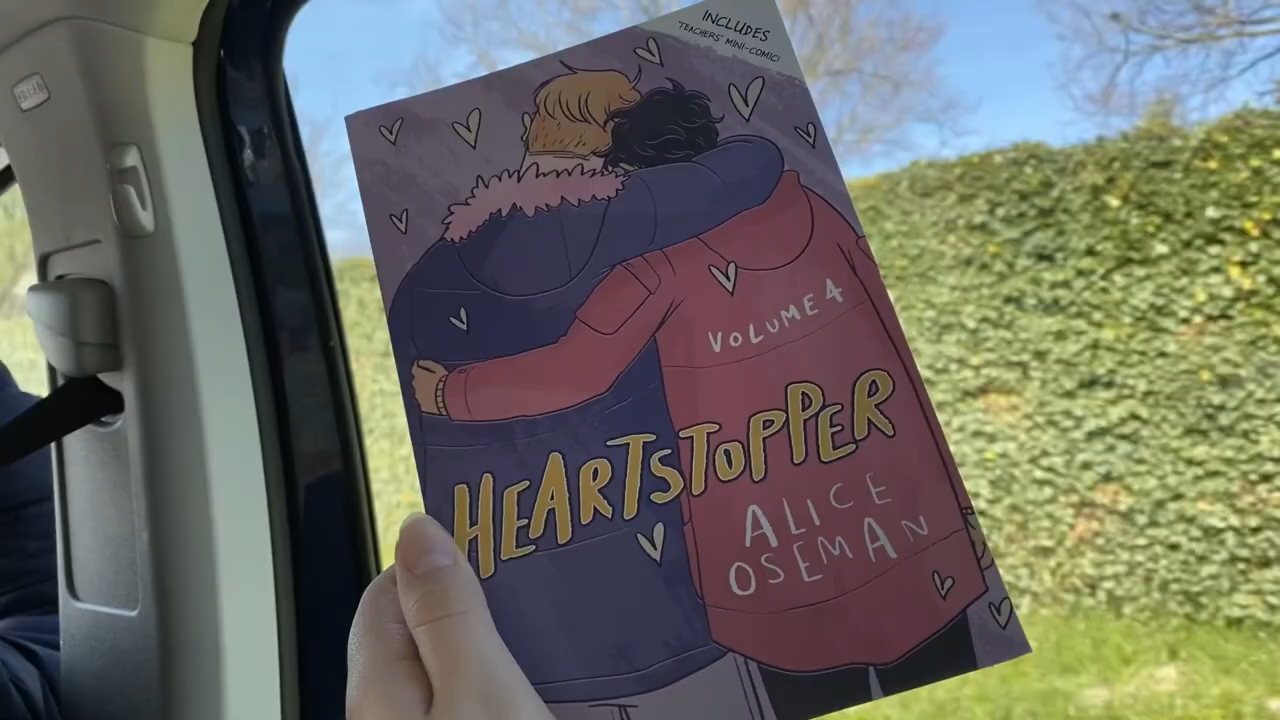 INCLUDES
'TEACHERS' MINI-COMIC!
VOLUME 4
HEARTSTOPPER
ALICE
OSEMAN